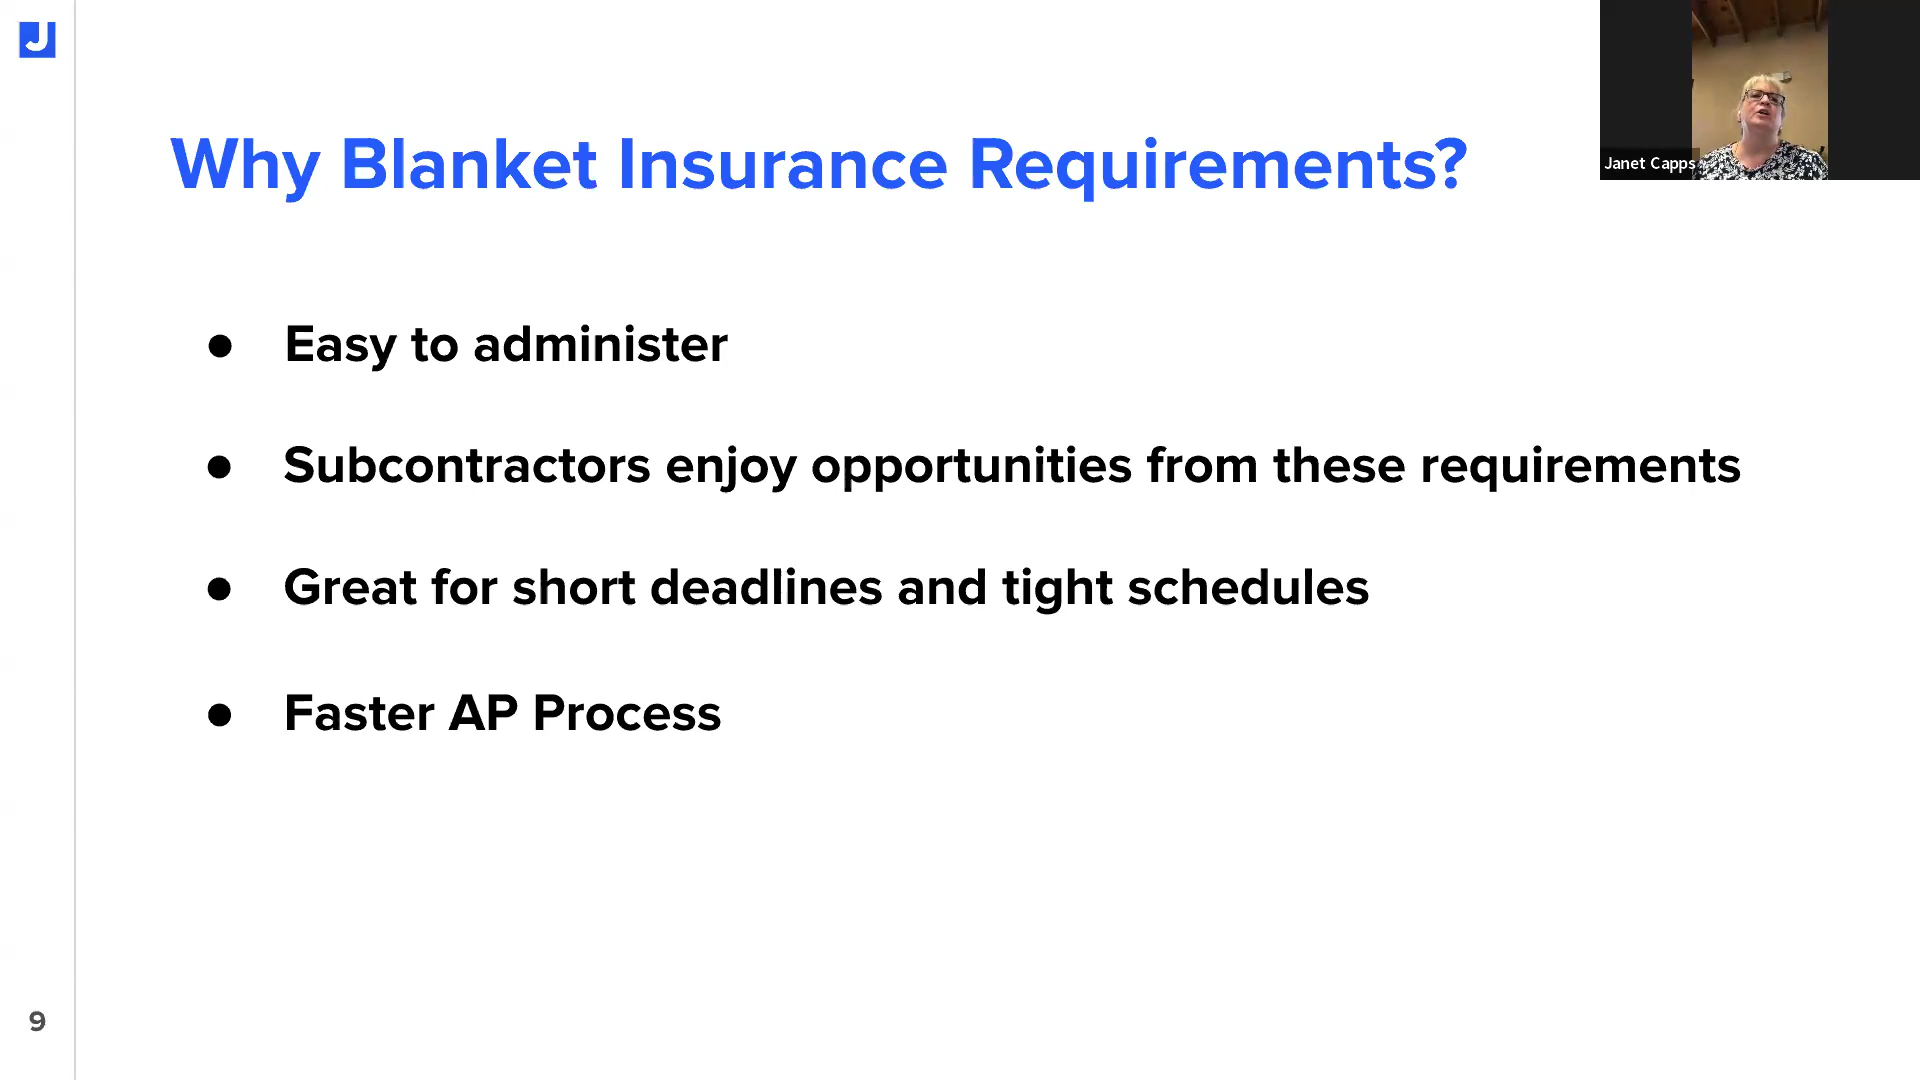 J
Why Blanket Insurance Requirements?
Janet Capps
● Easy to administer
● Subcontractors enjoy opportunities from these requirements
● Great for short deadlines and tight schedules
● Faster AP Process
9